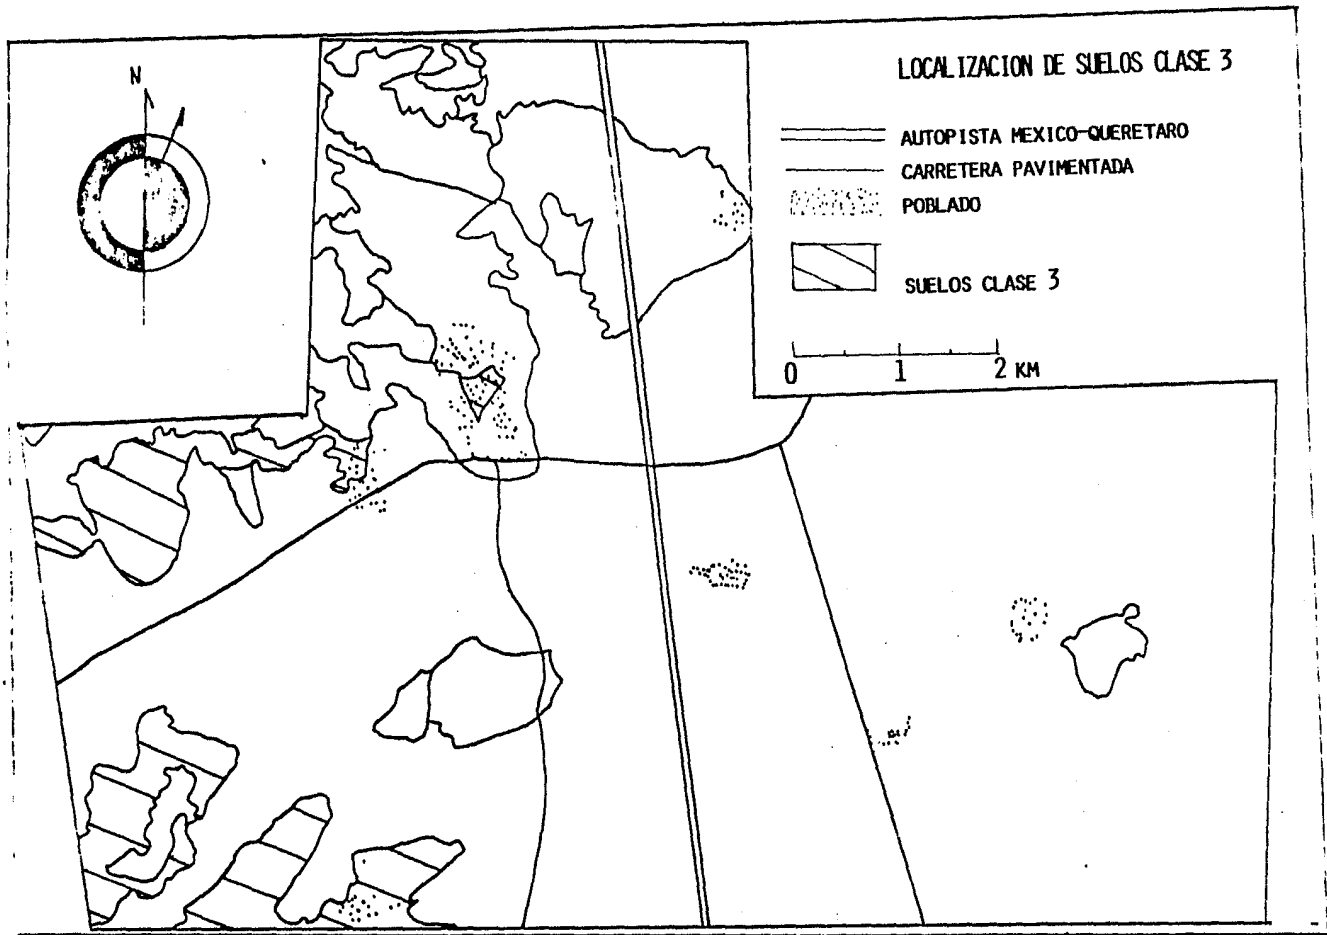 N
LOCALIZACION DE SUELOS CLASE 3
AUTOPISTA MEXICO-QUERETARO
CARRETERA PAVIMENTADA
POBLADO
SUELOS CLASE 3
0 1 2 KM